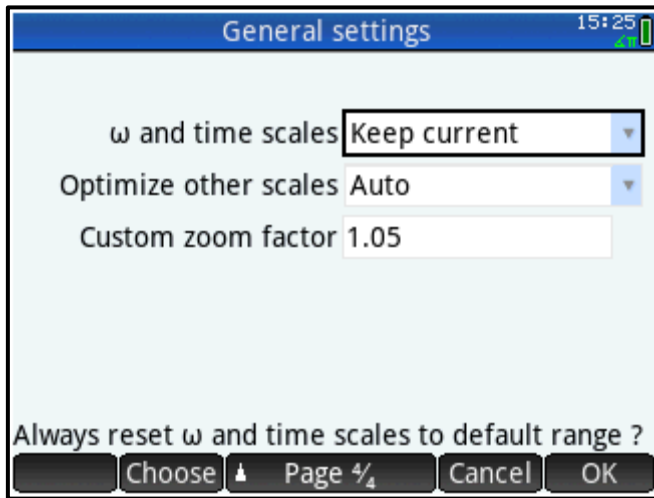 General settings
15:25
∡π
ω and time scales Keep current
Optimize other scales Auto
Custom zoom factor 1.05
Always reset ω and time scales to default range ?
Choose Page 4/4 Cancel OK